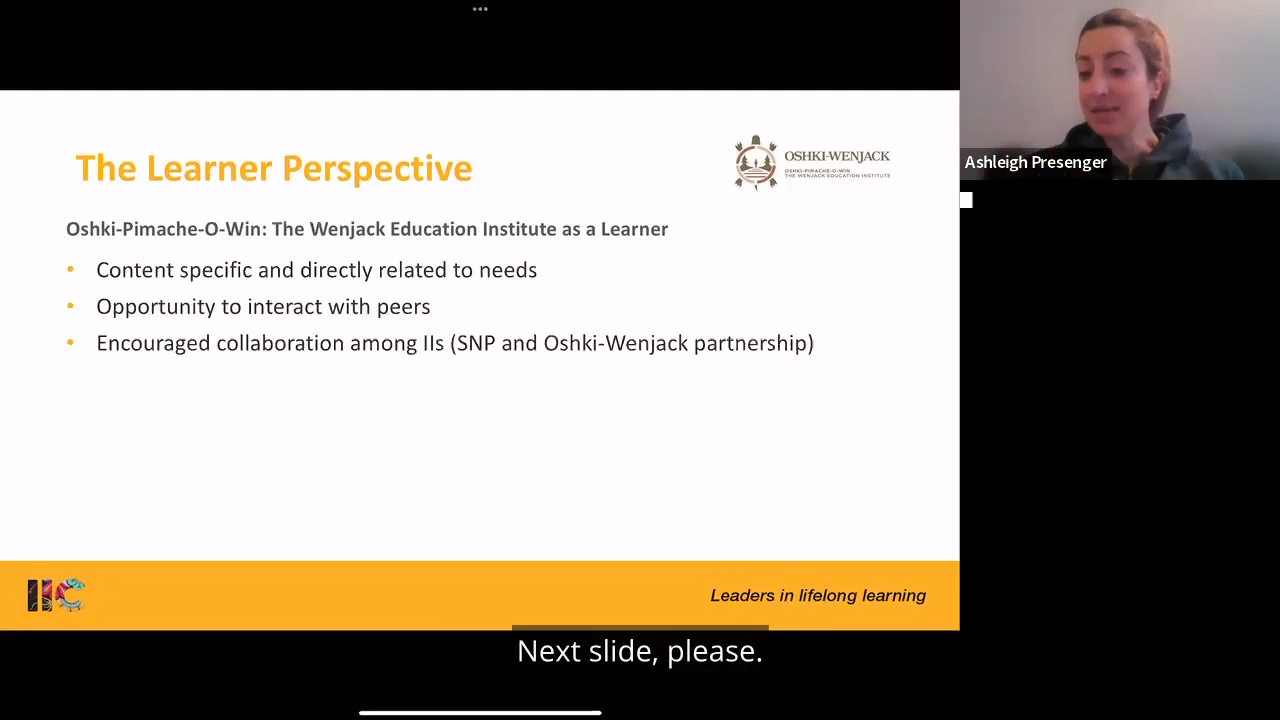 The Learner Perspective
OSHKI-WENJACK
OSHKI-PIMACHE-O-WIN
THE WENJACK EDUCATION INSTITUTE
Oshki-Pimache-O-Win: The Wenjack Education Institute as a Learner
• Content specific and directly related to needs
• Opportunity to interact with peers
• Encouraged collaboration among IIs (SNP and Oshki-Wenjack partnership)
IIC
Leaders in lifelong learning
Next slide, please.
Ashleigh Presenger